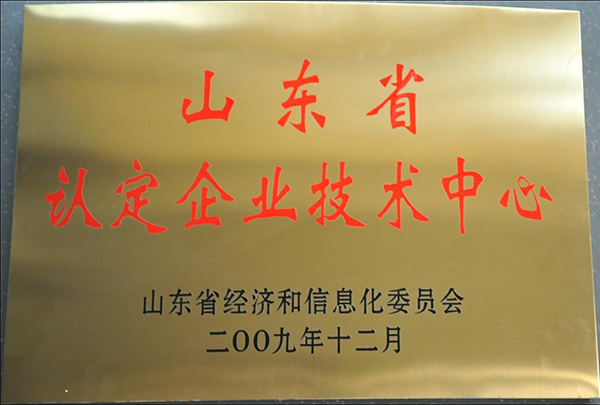 山东省
认定企业技术中心
山东省经济和信息化委员会
二OO九年十二月